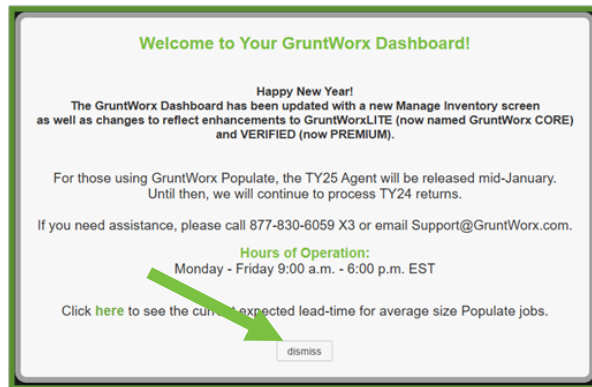 Welcome to Your GruntWorx Dashboard!
Happy New Year!
The GruntWorx Dashboard has been updated with a new Manage Inventory screen
as well as changes to reflect enhancements to GruntWorxLITE (now named GruntWorx CORE)
and VERIFIED (now PREMIUM).
For those using GruntWorx Populate, the TY25 Agent will be released mid-January.
Until then, we will continue to process TY24 returns.
If you need assistance, please call 877-830-6059 X3 or email Support@GruntWorx.com.
Hours of Operation:
Monday - Friday 9:00 a.m. - 6:00 p.m. EST
Click here to see the current expected lead-time for average size Populate jobs.
dismiss